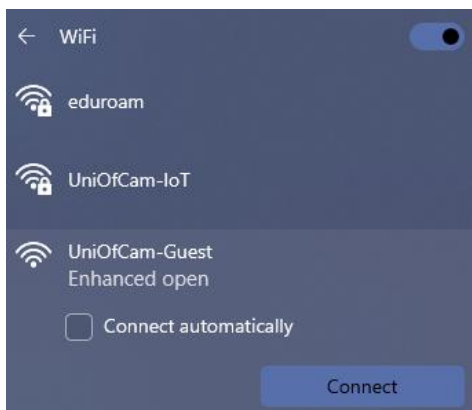 WiFi
eduroam
UniOfCam-IoT
UniOfCam-Guest
Enhanced open
Connect automatically
Connect